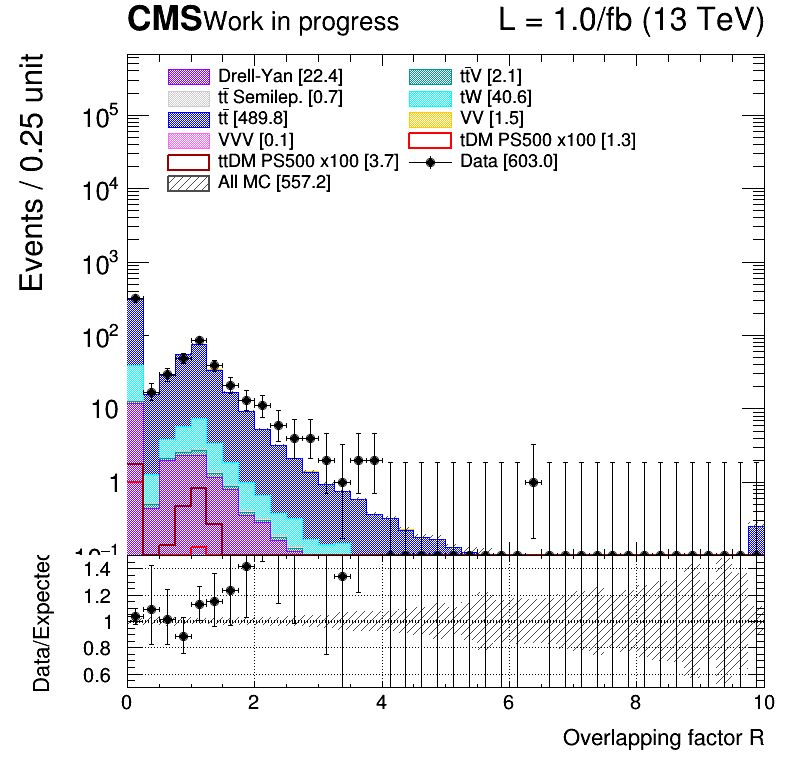 CMS Work in progress L = 1.0/fb (13 TeV)
Events / 0.25 unit
Drell-Yan [22.4] tt̄V [2.1]
tt̄ Semilep. [0.7] tW [40.6]
tt̄ [489.8] VV [1.5]
VVV [0.1] tDM PS500 x100 [1.3]
ttDM PS500 x100 [3.7] Data [603.0]
All MC [557.2]
10⁵
10⁴
10³
10²
10
1
10⁻¹
Data/Expected
1.4
1.2
1
0.8
0.6
0 2 4 6 8 10
Overlapping factor R